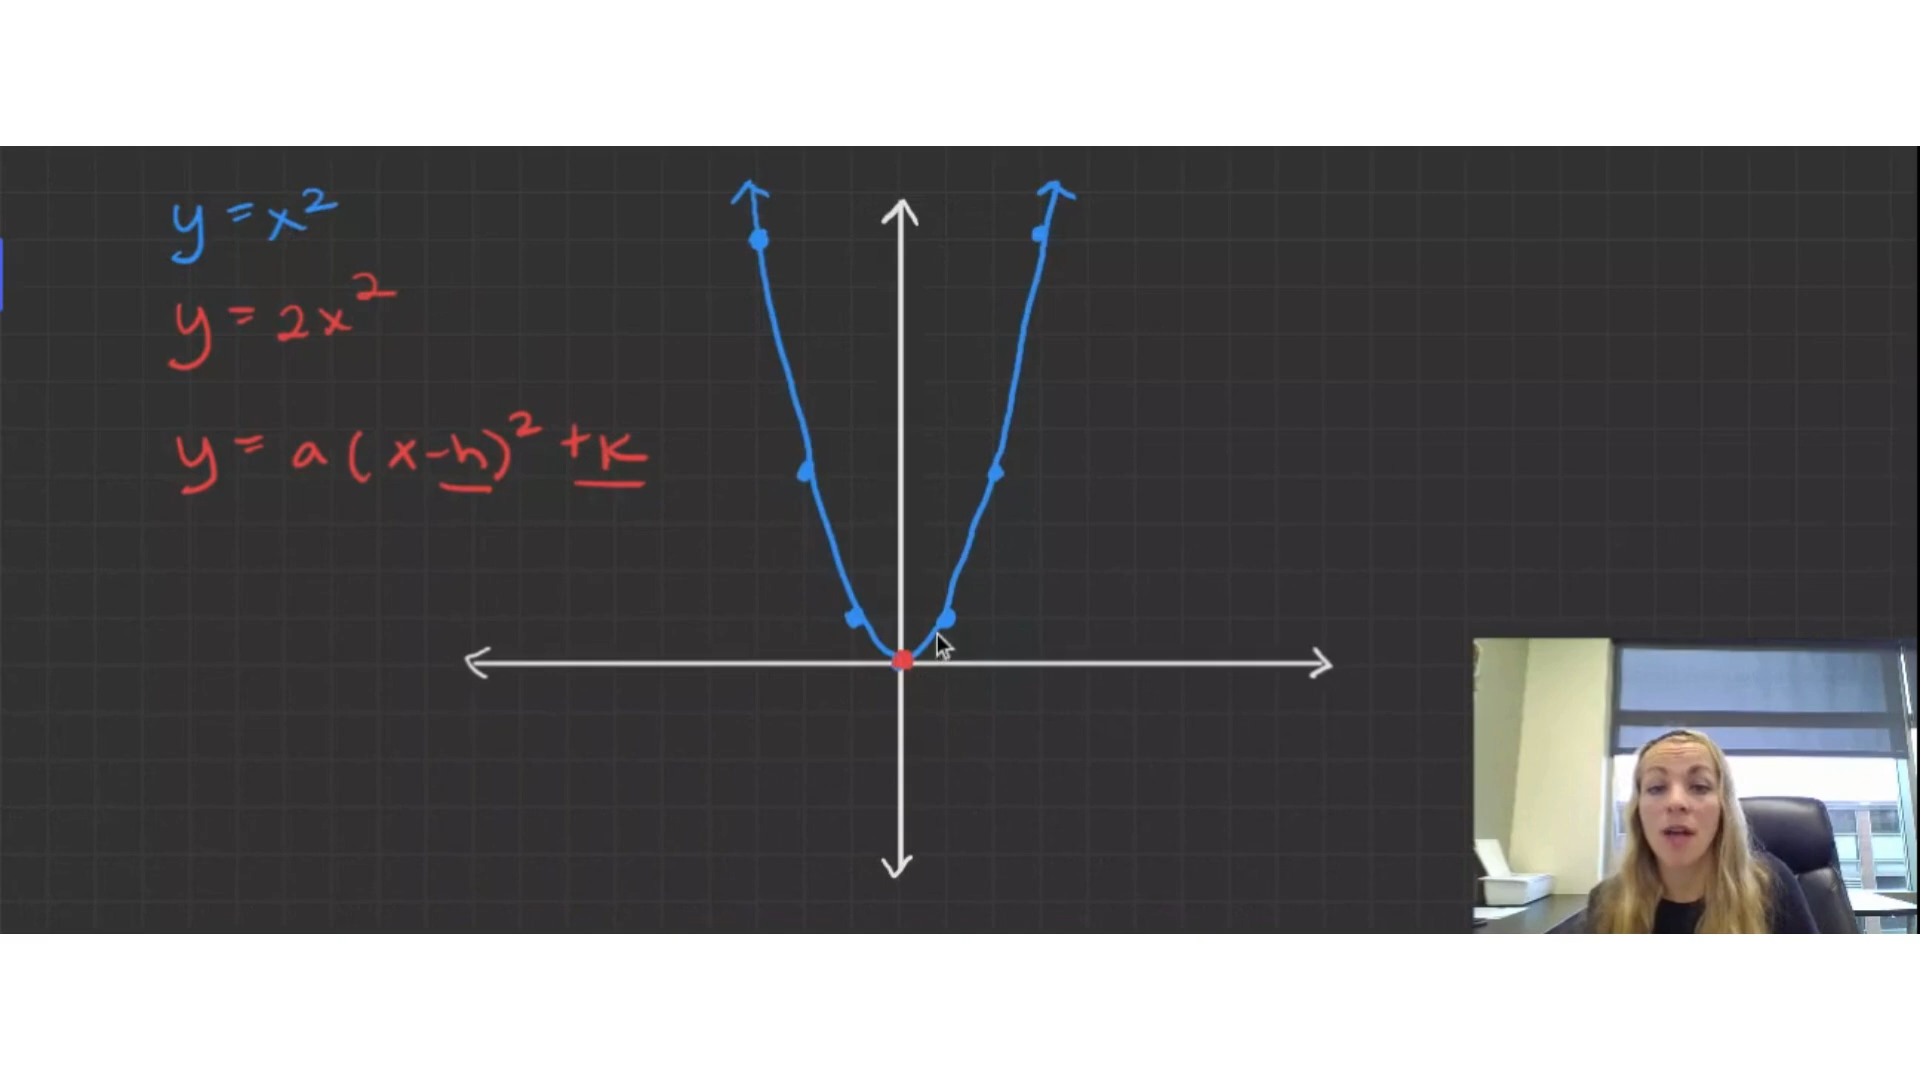 y = x²
y = 2x²
y = a(x-h)² + k